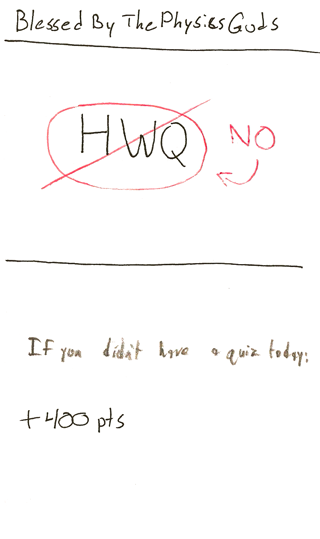 Blessed By The Physics Gods
HWQ
NO
If you didn't have a quiz today:
+400 pts